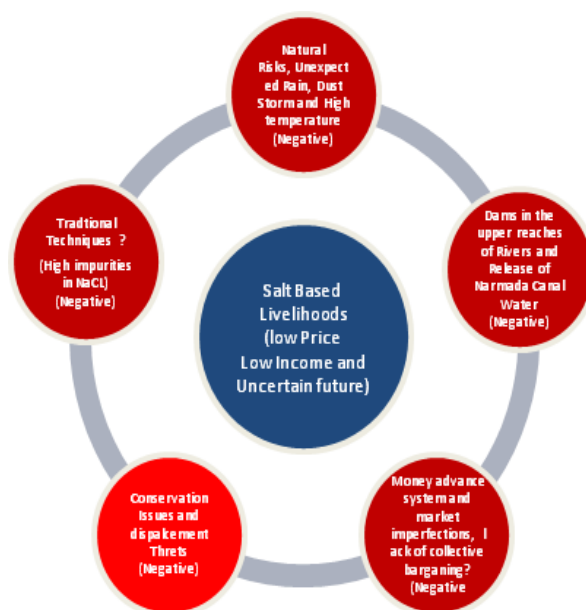 Natural
Risks, Unexpect
ed Rain, Dust
Storm and High
temperature
(Negative)
Dams in the
upper reaches
of Rivers and
Release of
Narmada Canal
Water
(Negative)
Money advance
system and
market
imperfections, l
ack of collective
barganing?
(Negative
Conservation
Issues and
dispalcement
Threts
(Negative)
Tradtional
Techniques ?
(High impurities
in NaCL)
(Negative)
Salt Based
Livelihoods
(low Price
Low Income and
Uncertain future)